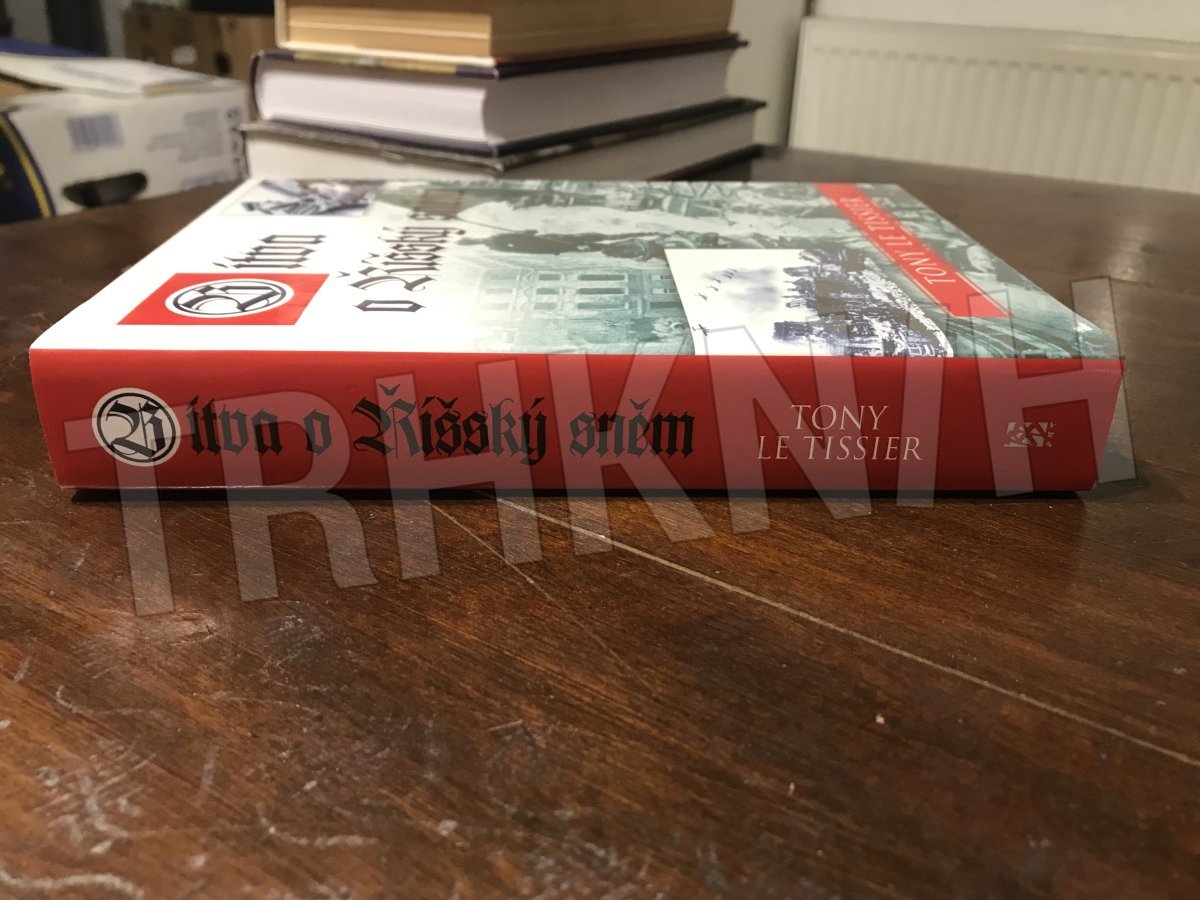 Bitva
o Říšský sněm
TONY LE TISSIER
Bitva o Říšský sněm
TONY
LE TISSIER
TRHKNIH